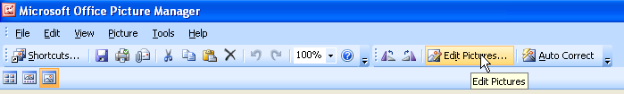 Microsoft Office Picture Manager
File Edit View Picture Tools Help
Shortcuts... 100% Edit Pictures... Auto Correct
Edit Pictures